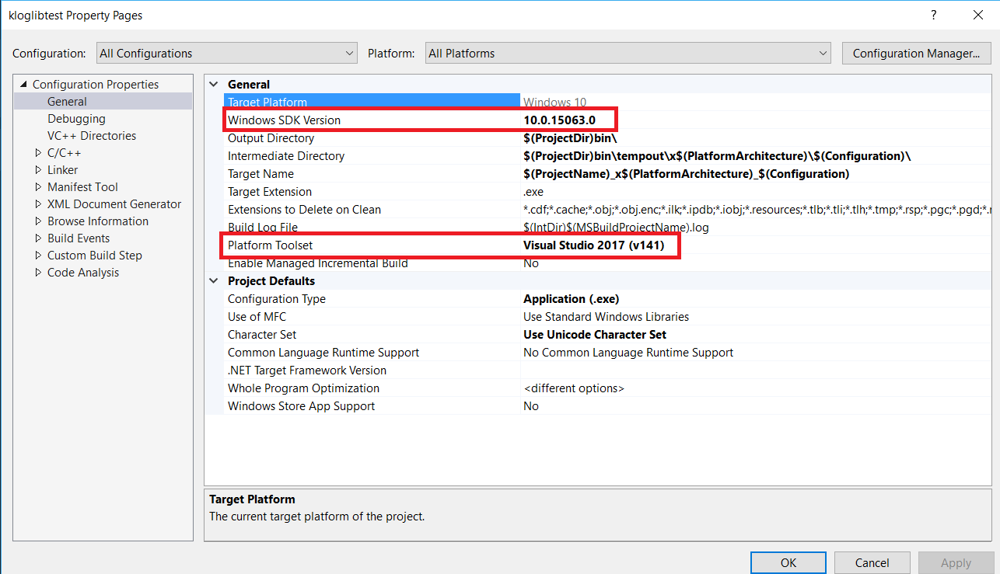 kloglibtest Property Pages ?
Configuration: All Configurations Platform: All Platforms Configuration Manager...
Configuration Properties
General
Debugging
VC++ Directories
C/C++
Linker
Manifest Tool
XML Document Generator
Browse Information
Build Events
Custom Build Step
Code Analysis
General
Target Platform Windows 10
Windows SDK Version 10.0.15063.0
Output Directory $(ProjectDir)bin\
Intermediate Directory $(ProjectDir)bin\tempout\x$(PlatformArchitecture)\$(Configuration)\
Target Name $(ProjectName)_x$(PlatformArchitecture)_$(Configuration)
Target Extension .exe
Extensions to Delete on Clean *.cdf;*.cache;*.obj;*.obj.enc;*.ilk;*.ipdb;*.iobj;*.resources;*.tlb;*.tli;*.tlh;*.tmp;*.rsp;*.pgc;*.pgd;*.
Build Log File $(IntDir)$(MSBuildProjectName).log
Platform Toolset Visual Studio 2017 (v141)
Enable Managed Incremental Build No
Project Defaults
Configuration Type Application (.exe)
Use of MFC Use Standard Windows Libraries
Character Set Use Unicode Character Set
Common Language Runtime Support No Common Language Runtime Support
.NET Target Framework Version
Whole Program Optimization <different options>
Windows Store App Support No
Target Platform
The current target platform of the project.
OK Cancel Apply